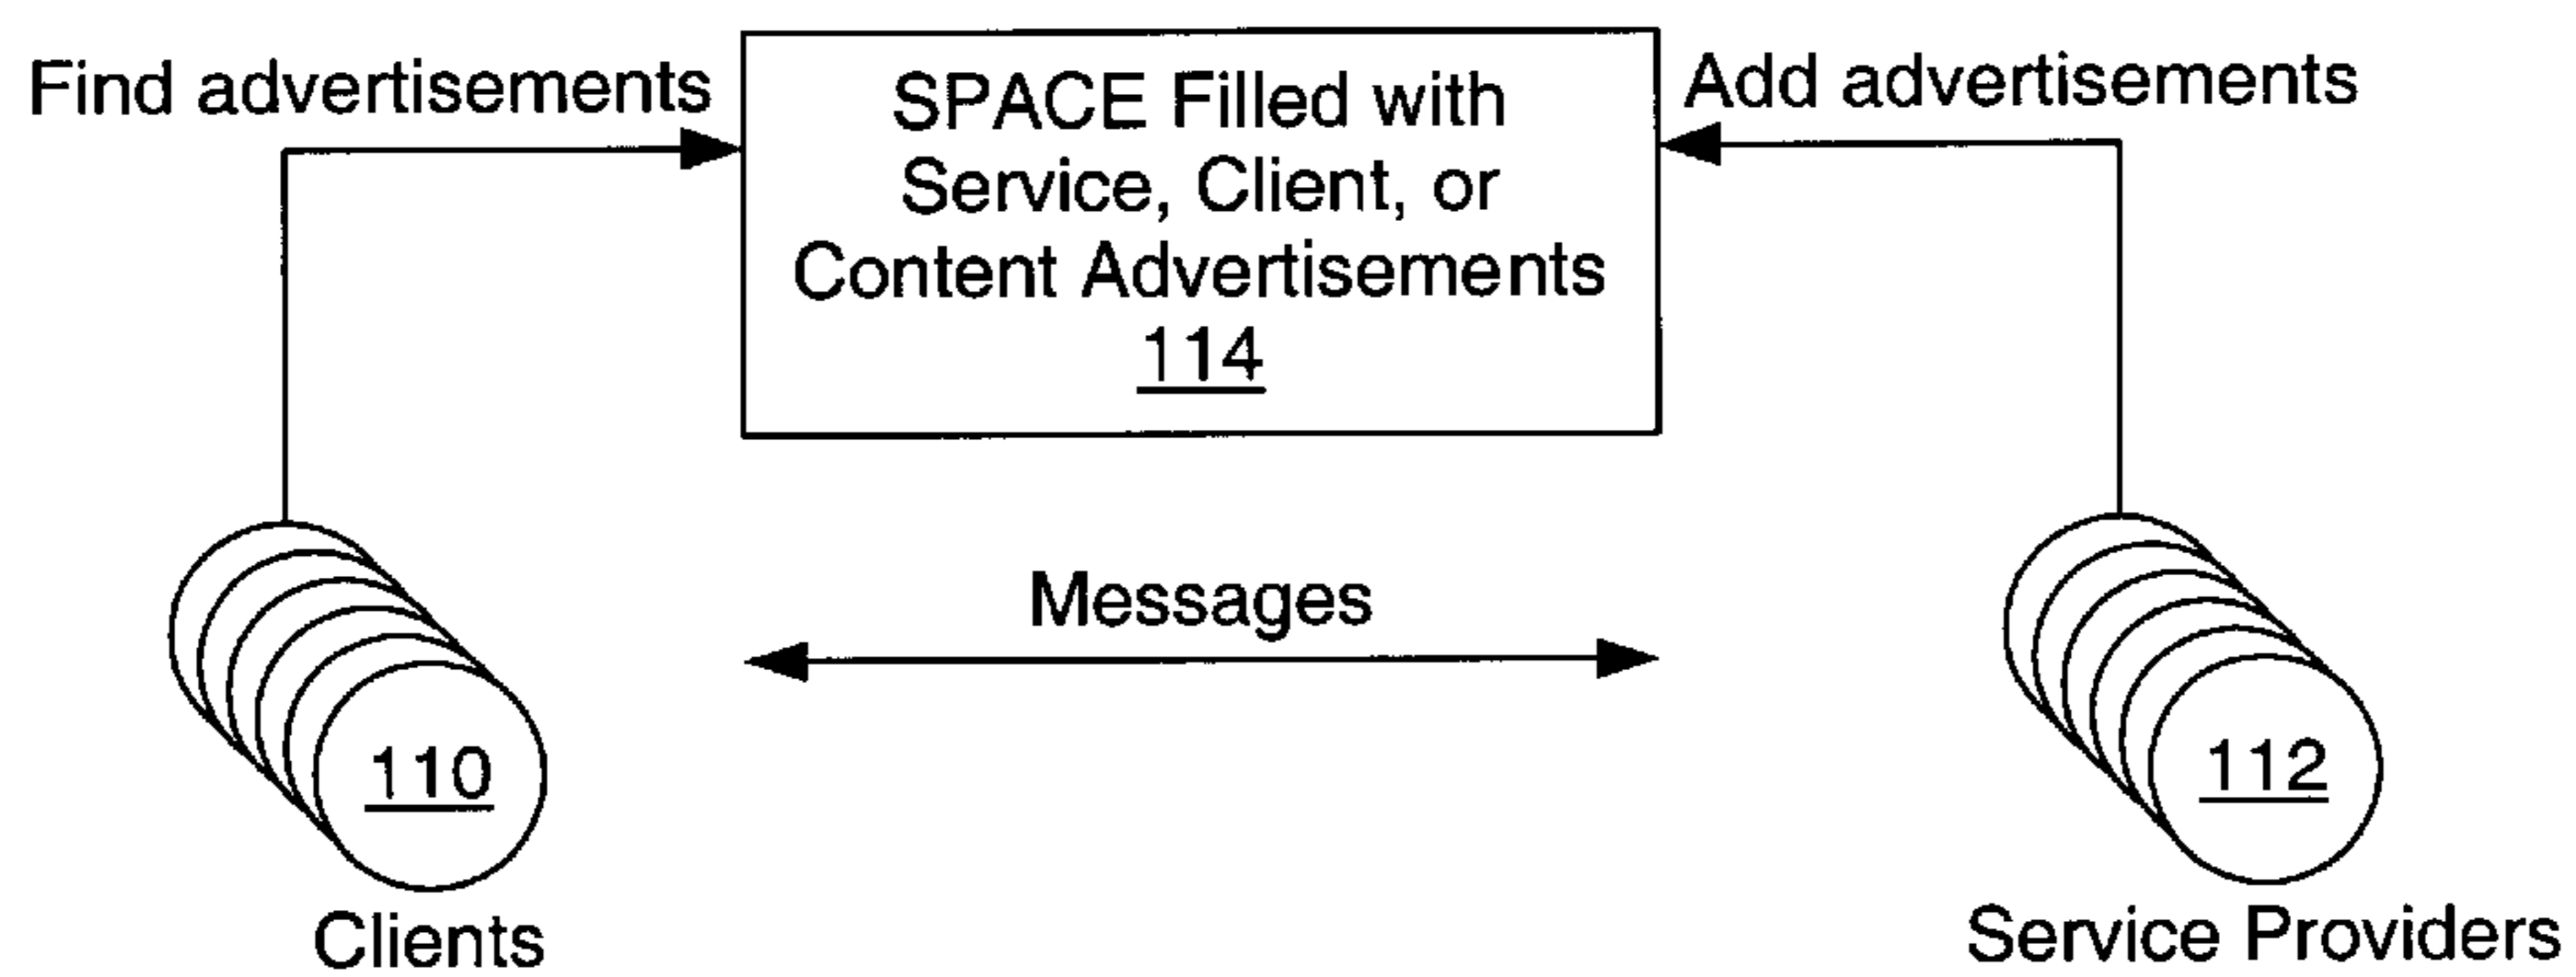 Find advertisements
SPACE Filled with
Service, Client, or
Content Advertisements
114
Add advertisements
Messages
110
112
Clients
Service Providers